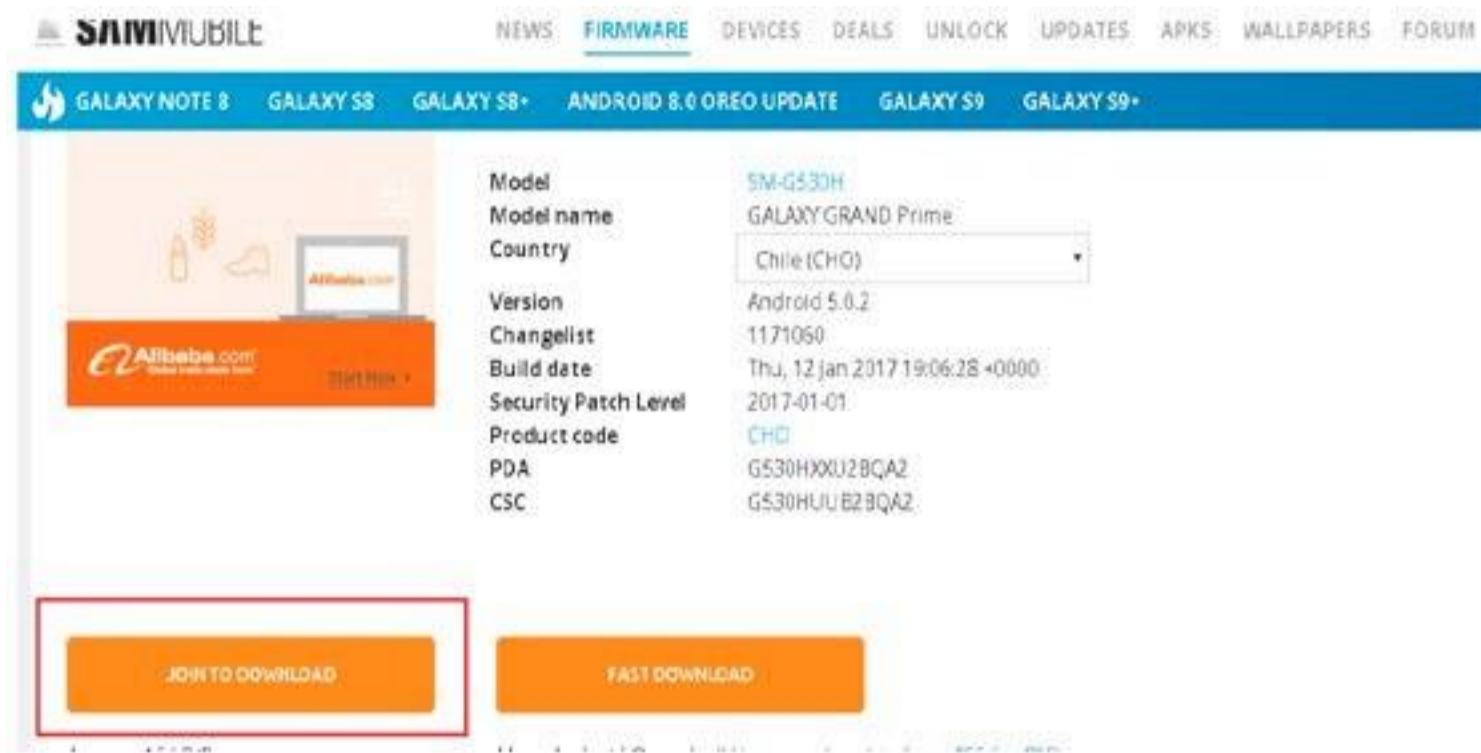 SAMMOBILE
NEWS FIRMWARE DEVICES DEALS UNLOCK UPDATES APKS WALLPAPERS FORUM
GALAXY NOTE 8 GALAXY S8 GALAXY S8+ ANDROID 8.0 OREO UPDATE GALAXY S9 GALAXY S9+
Alibaba.com
Alibaba.com
Start Now
Model SM-G530H
Model name GALAXY GRAND Prime
Country Chile (CHO)
Version Android 5.0.2
Changelist 1171060
Build date Thu, 12 Jan 2017 19:06:28 +0000
Security Patch Level 2017-01-01
Product code CHO
PDA G530HXXU2BQA2
CSC G530HUUB2BQA2
JOIN TO DOWNLOAD FAST DOWNLOAD